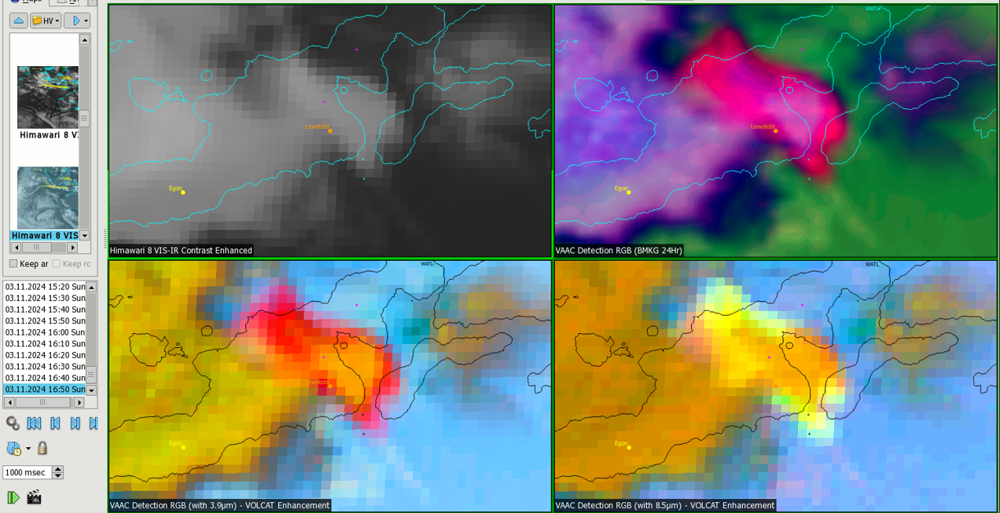 HV
Himawari 8 VI
Himawari 8 VIS
Keep ar
Keep rc
03.11.2024 15:20 Sun
03.11.2024 15:30 Sun
03.11.2024 15:40 Sun
03.11.2024 15:50 Sun
03.11.2024 16:00 Sun
03.11.2024 16:10 Sun
03.11.2024 16:20 Sun
03.11.2024 16:30 Sun
03.11.2024 16:40 Sun
03.11.2024 16:50 Sun
1000 msec
Lewotobi
Egon
Himawari 8 VIS-IR Contrast Enhanced
WATL
Lewotobi
Egon
VAAC Detection RGB (BMKG 24Hr)
WATL
Lewotobi
Egon
VAAC Detection RGB (with 3.9µm) - VOLCAT Enhancement
WATL
Egon
VAAC Detection RGB (with 8.5µm) - VOLCAT Enhancement